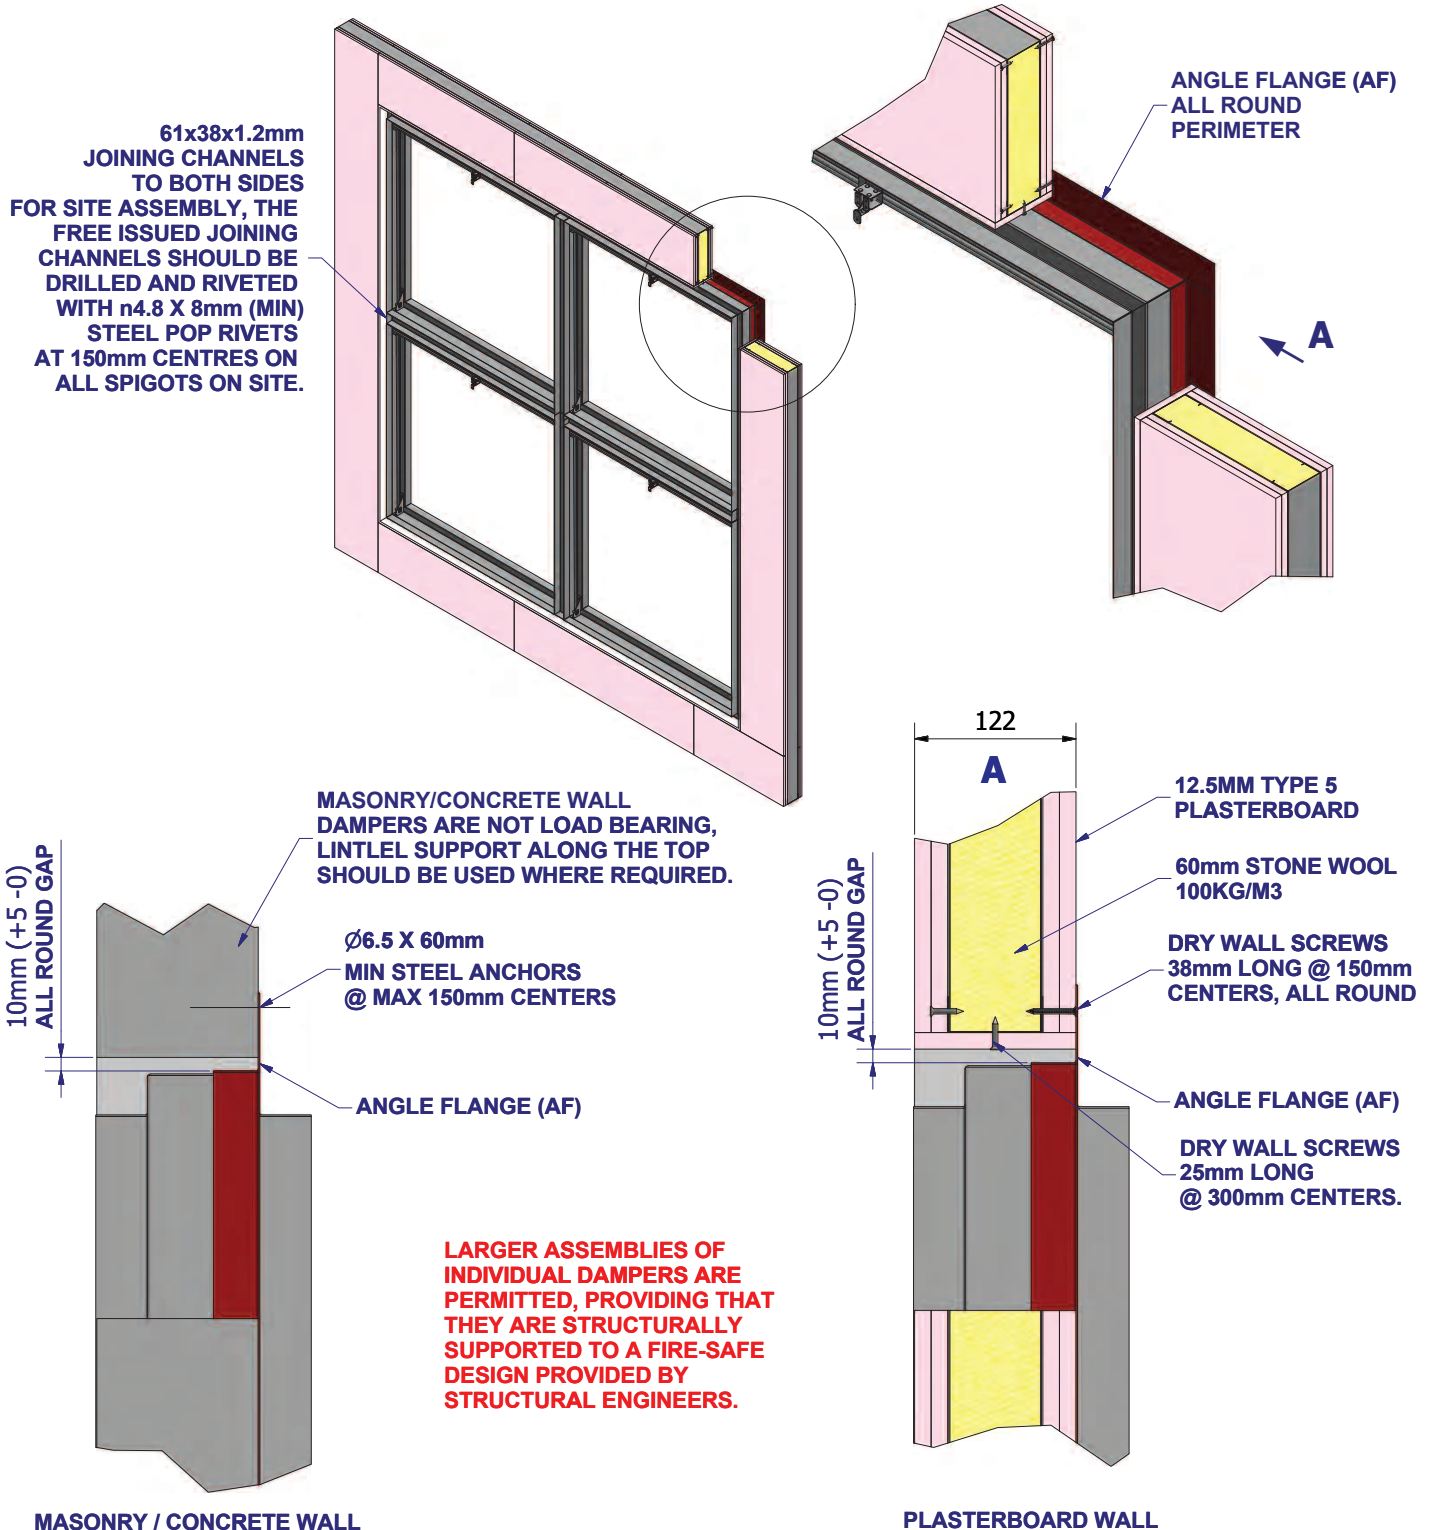 61x38x1.2mm
JOINING CHANNELS
TO BOTH SIDES
FOR SITE ASSEMBLY, THE
FREE ISSUED JOINING
CHANNELS SHOULD BE
DRILLED AND RIVETED
WITH n4.8 X 8mm (MIN)
STEEL POP RIVETS
AT 150mm CENTRES ON
ALL SPIGOTS ON SITE.
ANGLE FLANGE (AF)
ALL ROUND
PERIMETER
A
MASONRY/CONCRETE WALL
DAMPERS ARE NOT LOAD BEARING,
LINTLEL SUPPORT ALONG THE TOP
SHOULD BE USED WHERE REQUIRED.
10mm (+5 -0)
ALL ROUND GAP
Ø6.5 X 60mm
MIN STEEL ANCHORS
@ MAX 150mm CENTERS
ANGLE FLANGE (AF)
LARGER ASSEMBLIES OF
INDIVIDUAL DAMPERS ARE
PERMITTED, PROVIDING THAT
THEY ARE STRUCTURALLY
SUPPORTED TO A FIRE-SAFE
DESIGN PROVIDED BY
STRUCTURAL ENGINEERS.
MASONRY / CONCRETE WALL
122
A
12.5MM TYPE 5
PLASTERBOARD
60mm STONE WOOL
100KG/M3
10mm (+5 -0)
ALL ROUND GAP
DRY WALL SCREWS
38mm LONG @ 150mm
CENTERS, ALL ROUND
ANGLE FLANGE (AF)
DRY WALL SCREWS
25mm LONG
@ 300mm CENTERS.
PLASTERBOARD WALL